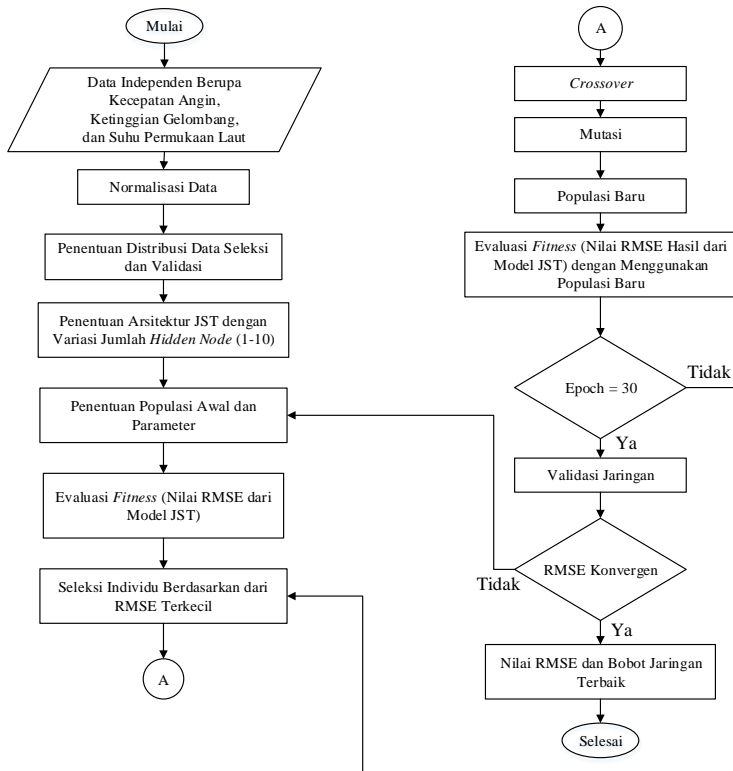 Mulai
Data Independen Berupa
Kecepatan Angin,
Ketinggian Gelombang,
dan Suhu Permukaan Laut
Normalisasi Data
Penentuan Distribusi Data Seleksi
dan Validasi
Penentuan Arsitektur JST dengan
Variasi Jumlah Hidden Node (1-10)
Penentuan Populasi Awal dan
Parameter
Evaluasi Fitness (Nilai RMSE dari
Model JST)
Seleksi Individu Berdasarkan dari
RMSE Terkecil
A
A
Crossover
Mutasi
Populasi Baru
Evaluasi Fitness (Nilai RMSE Hasil dari
Model JST) dengan Menggunakan
Populasi Baru
Epoch = 30
Tidak
Ya
Validasi Jaringan
RMSE Konvergen
Tidak
Ya
Nilai RMSE dan Bobot Jaringan
Terbaik
Selesai